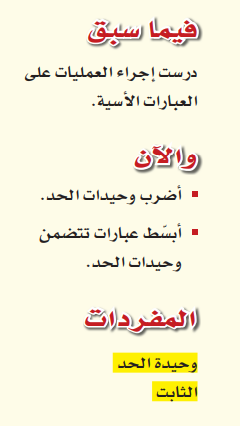 فيما سبق
درست إجراء العمليات على
العبارات الأسية.
والآن
أضرب وحيدات الحد.
أبسّط عبارات تتضمن
وحيدات الحد.
المفردات
وحيدة الحد
الثابت